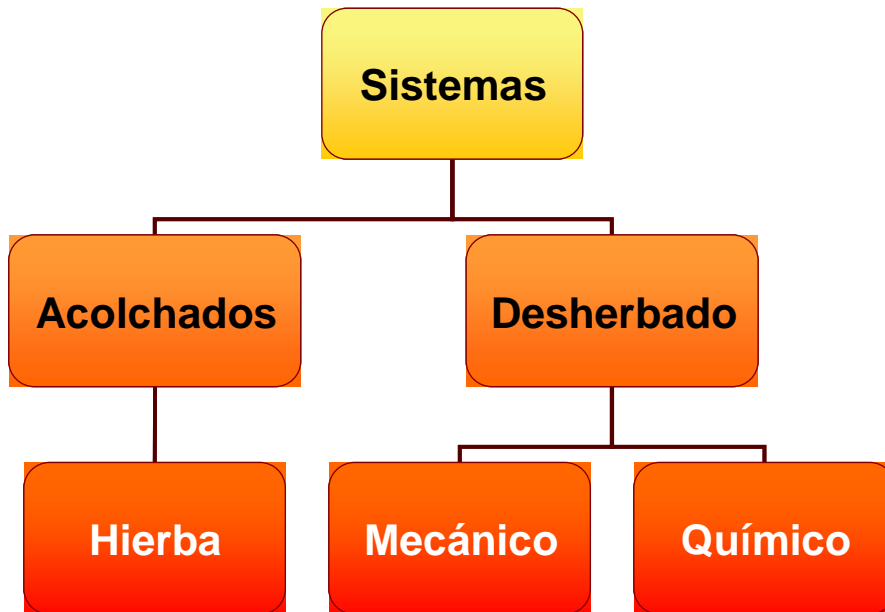 Sistemas
Acolchados
Desherbado
Hierba
Mecánico
Químico